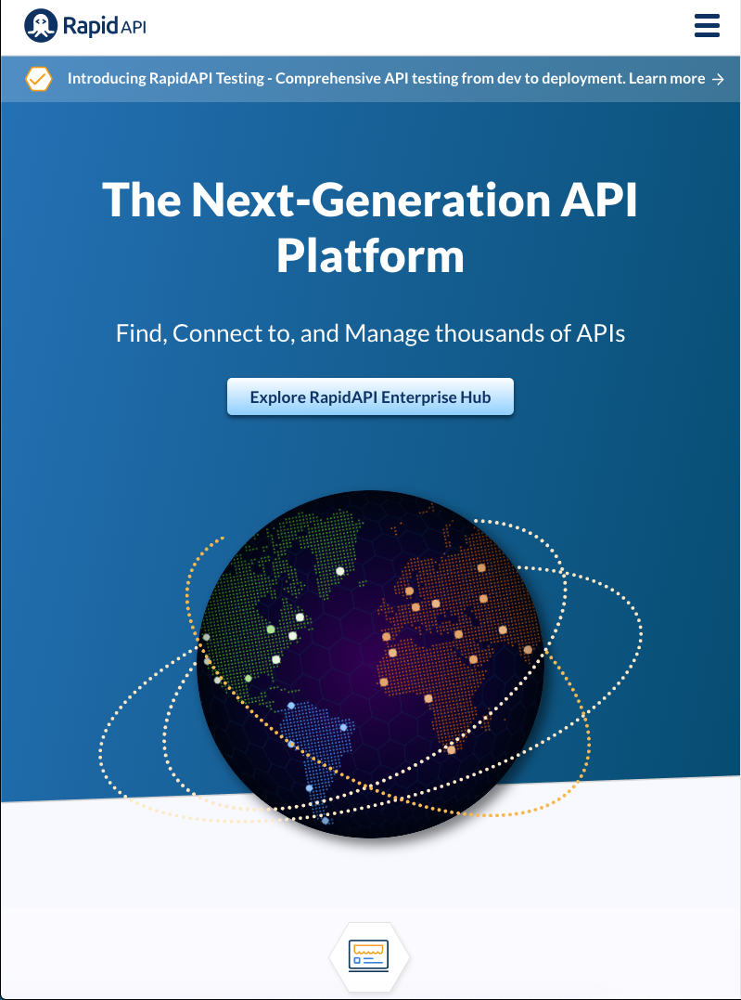 Rapid API
Introducing RapidAPI Testing - Comprehensive API testing from dev to deployment. Learn more →
The Next-Generation API
Platform
Find, Connect to, and Manage thousands of APIs
Explore RapidAPI Enterprise Hub